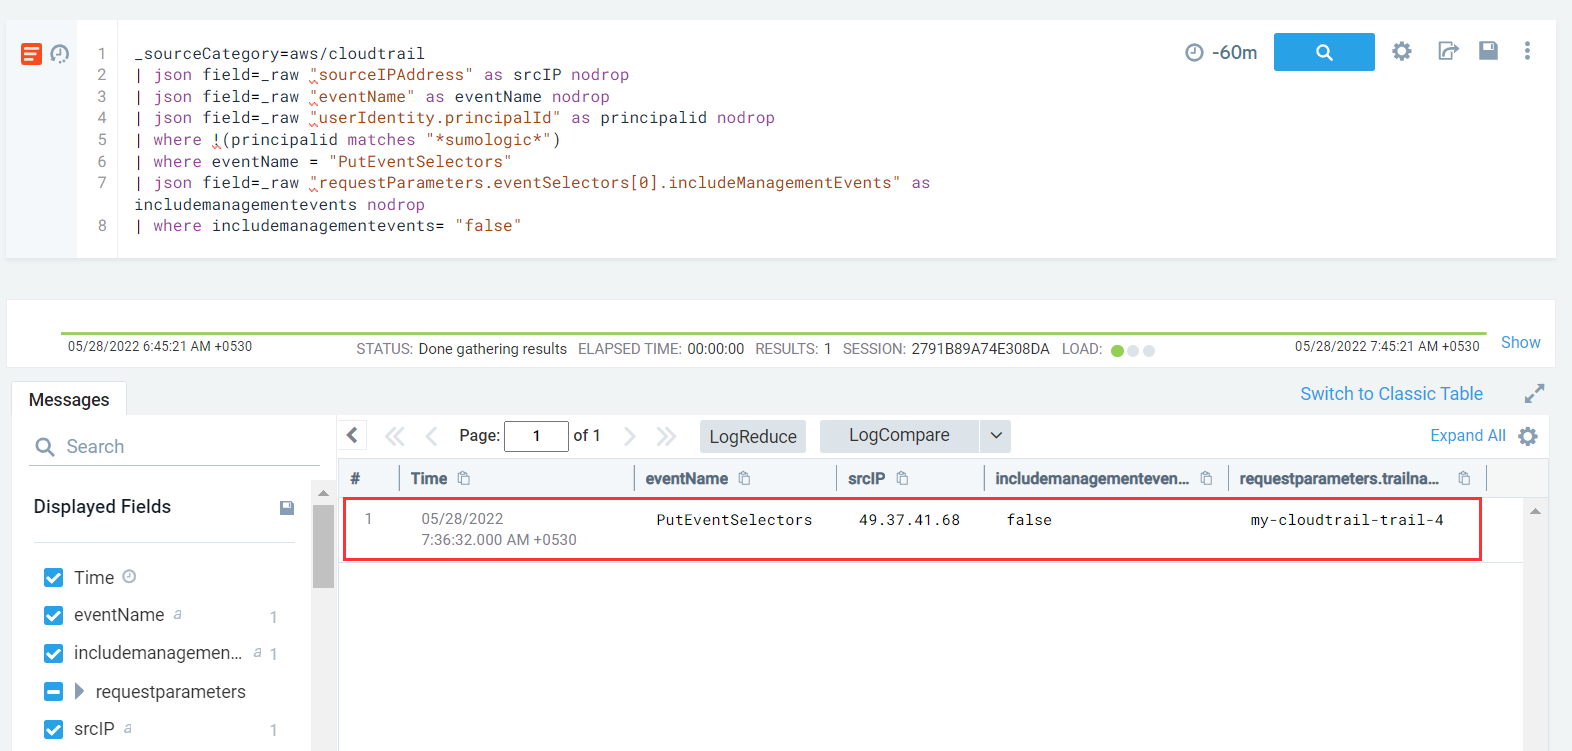 1 _sourceCategory=aws/cloudtrail
2 | json field=_raw "sourceIPAddress" as srcIP nodrop
3 | json field=_raw "eventName" as eventName nodrop
4 | json field=_raw "userIdentity.principalId" as principalid nodrop
5 | where !(principalid matches "*sumologic*")
6 | where eventName = "PutEventSelectors"
7 | json field=_raw "requestParameters.eventSelectors[0].includeManagementEvents" as
includemanagementevents nodrop
8 | where includemanagementevents= "false"
-60m
05/28/2022 6:45:21 AM +0530
STATUS: Done gathering results ELAPSED TIME: 00:00:00 RESULTS: 1 SESSION: 2791B89A74E308DA LOAD:
05/28/2022 7:45:21 AM +0530
Show
Messages
Switch to Classic Table
Search
Page: 1 of 1
LogReduce
LogCompare
Expand All
# Time eventName srcIP includemanagementeven... requestparameters.trailna...
1 05/28/2022 PutEventSelectors 49.37.41.68 false my-cloudtrail-trail-4
7:36:32.000 AM +0530
Displayed Fields
Time
eventName a 1
includemanagemen... a 1
requestparameters
srcIP a 1